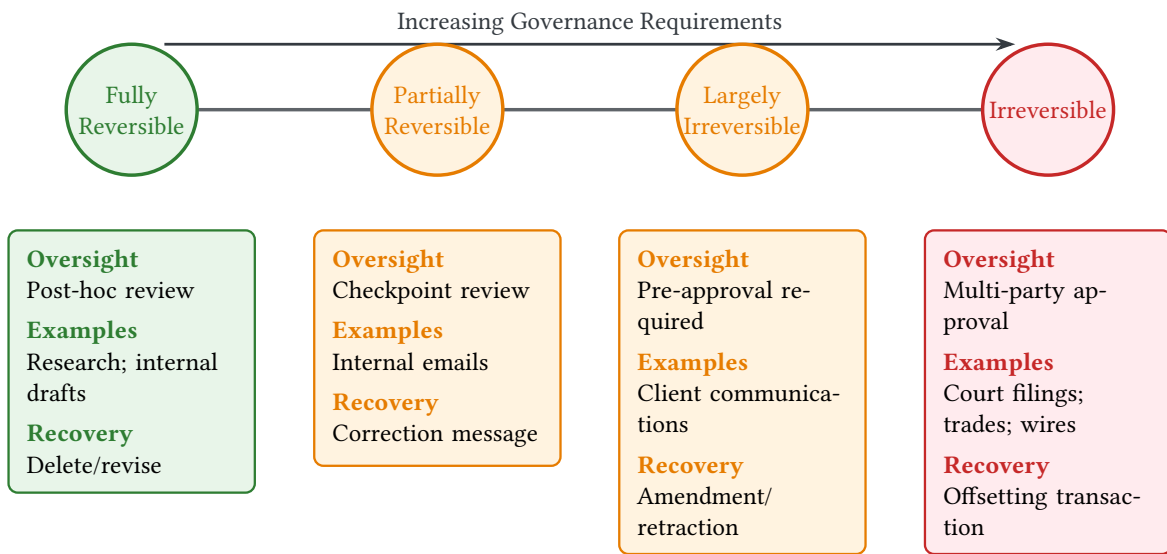 Increasing Governance Requirements
Fully
Reversible
Partially
Reversible
Largely
Irreversible
Irreversible
Oversight
Post-hoc review
Examples
Research; internal
drafts
Recovery
Delete/revise
Oversight
Checkpoint review
Examples
Internal emails
Recovery
Correction message
Oversight
Pre-approval re-
quired
Examples
Client communica-
tions
Recovery
Amendment/
retraction
Oversight
Multi-party ap-
proval
Examples
Court filings;
trades; wires
Recovery
Offsetting transac-
tion